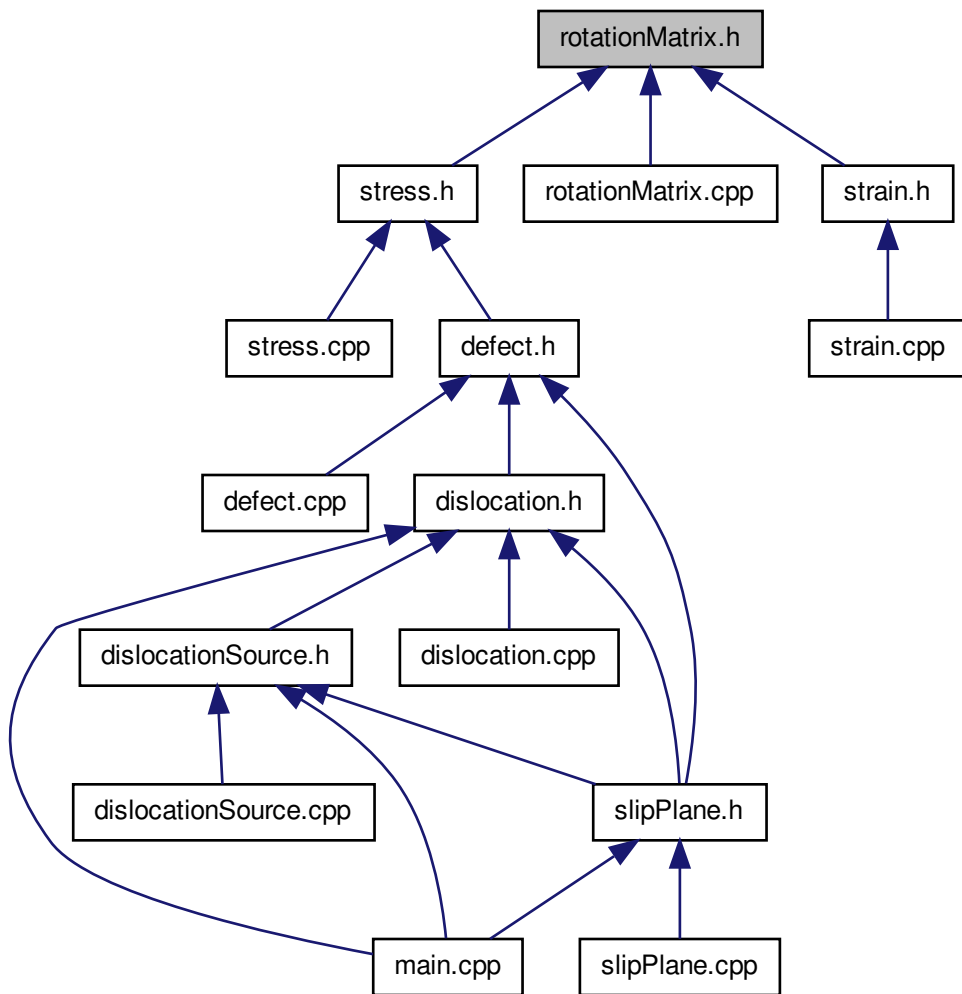 rotationMatrix.h
stress.h
rotationMatrix.cpp
strain.h
stress.cpp
defect.h
strain.cpp
defect.cpp
dislocation.h
dislocationSource.h
dislocation.cpp
dislocationSource.cpp
slipPlane.h
main.cpp
slipPlane.cpp